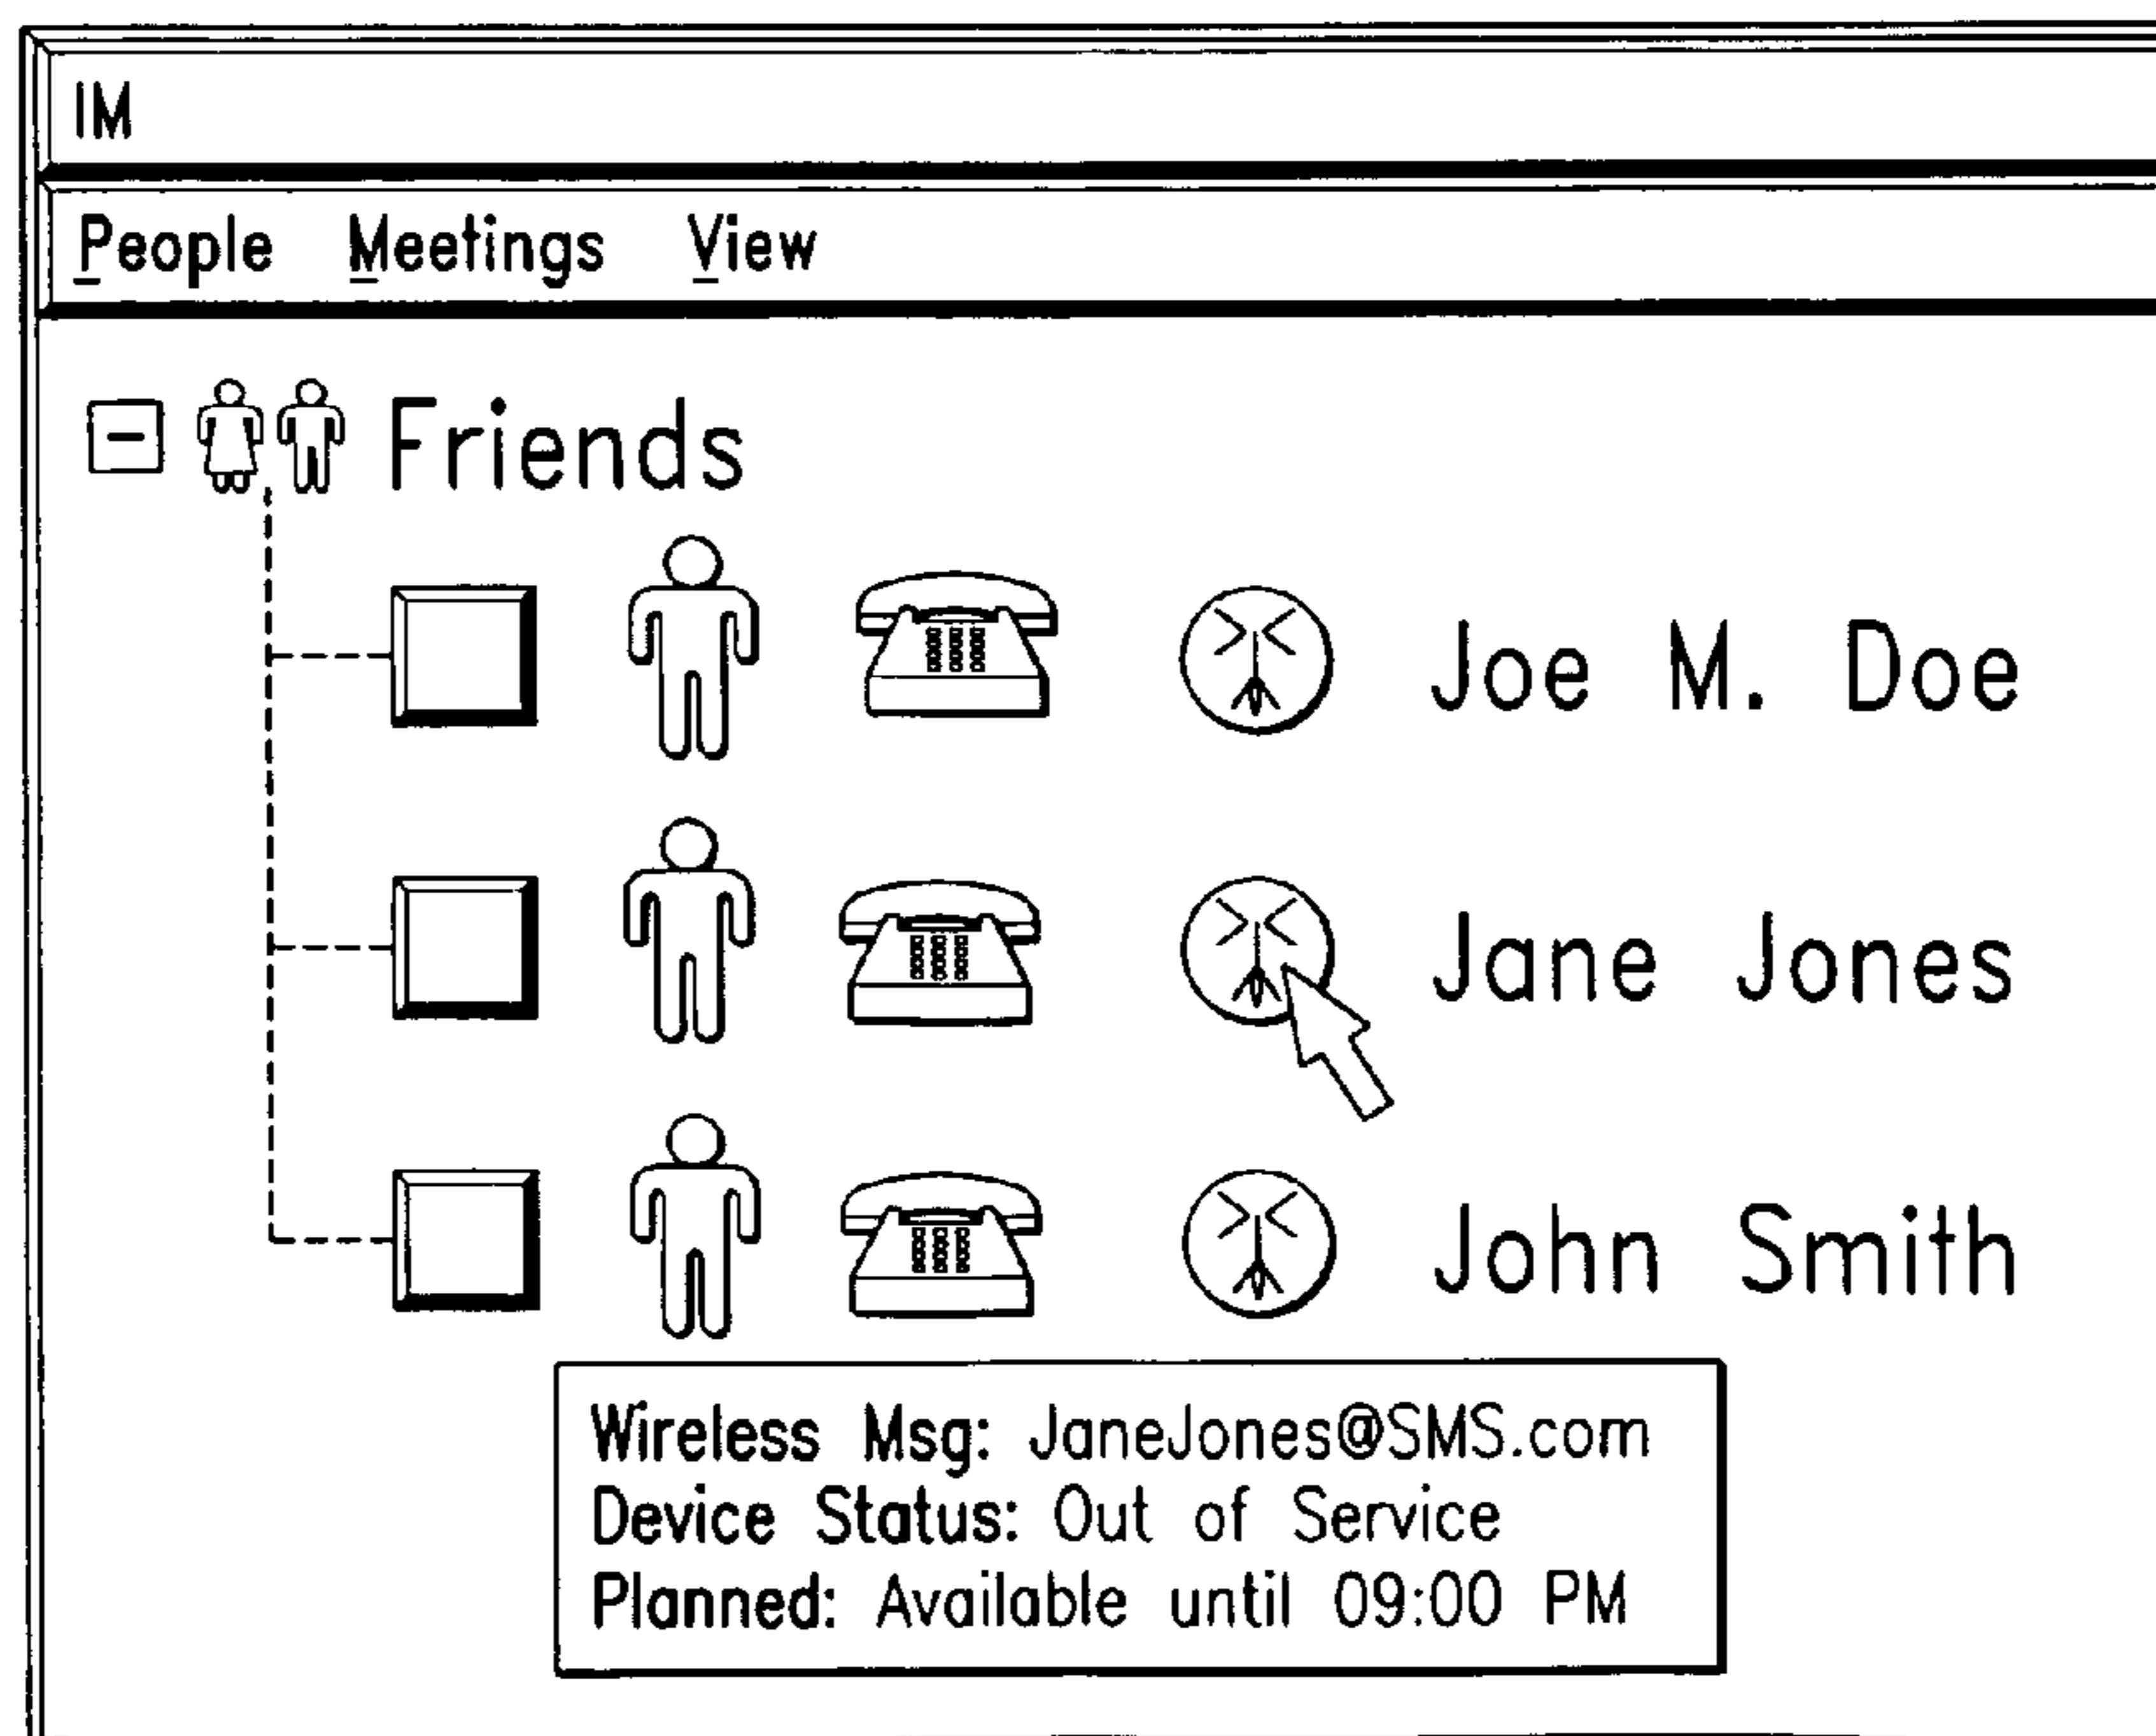 IM
People Meetings View
Friends
Joe M. Doe
Jane Jones
John Smith
Wireless Msg: JaneJones@SMS.com
Device Status: Out of Service
Planned: Available until 09:00 PM